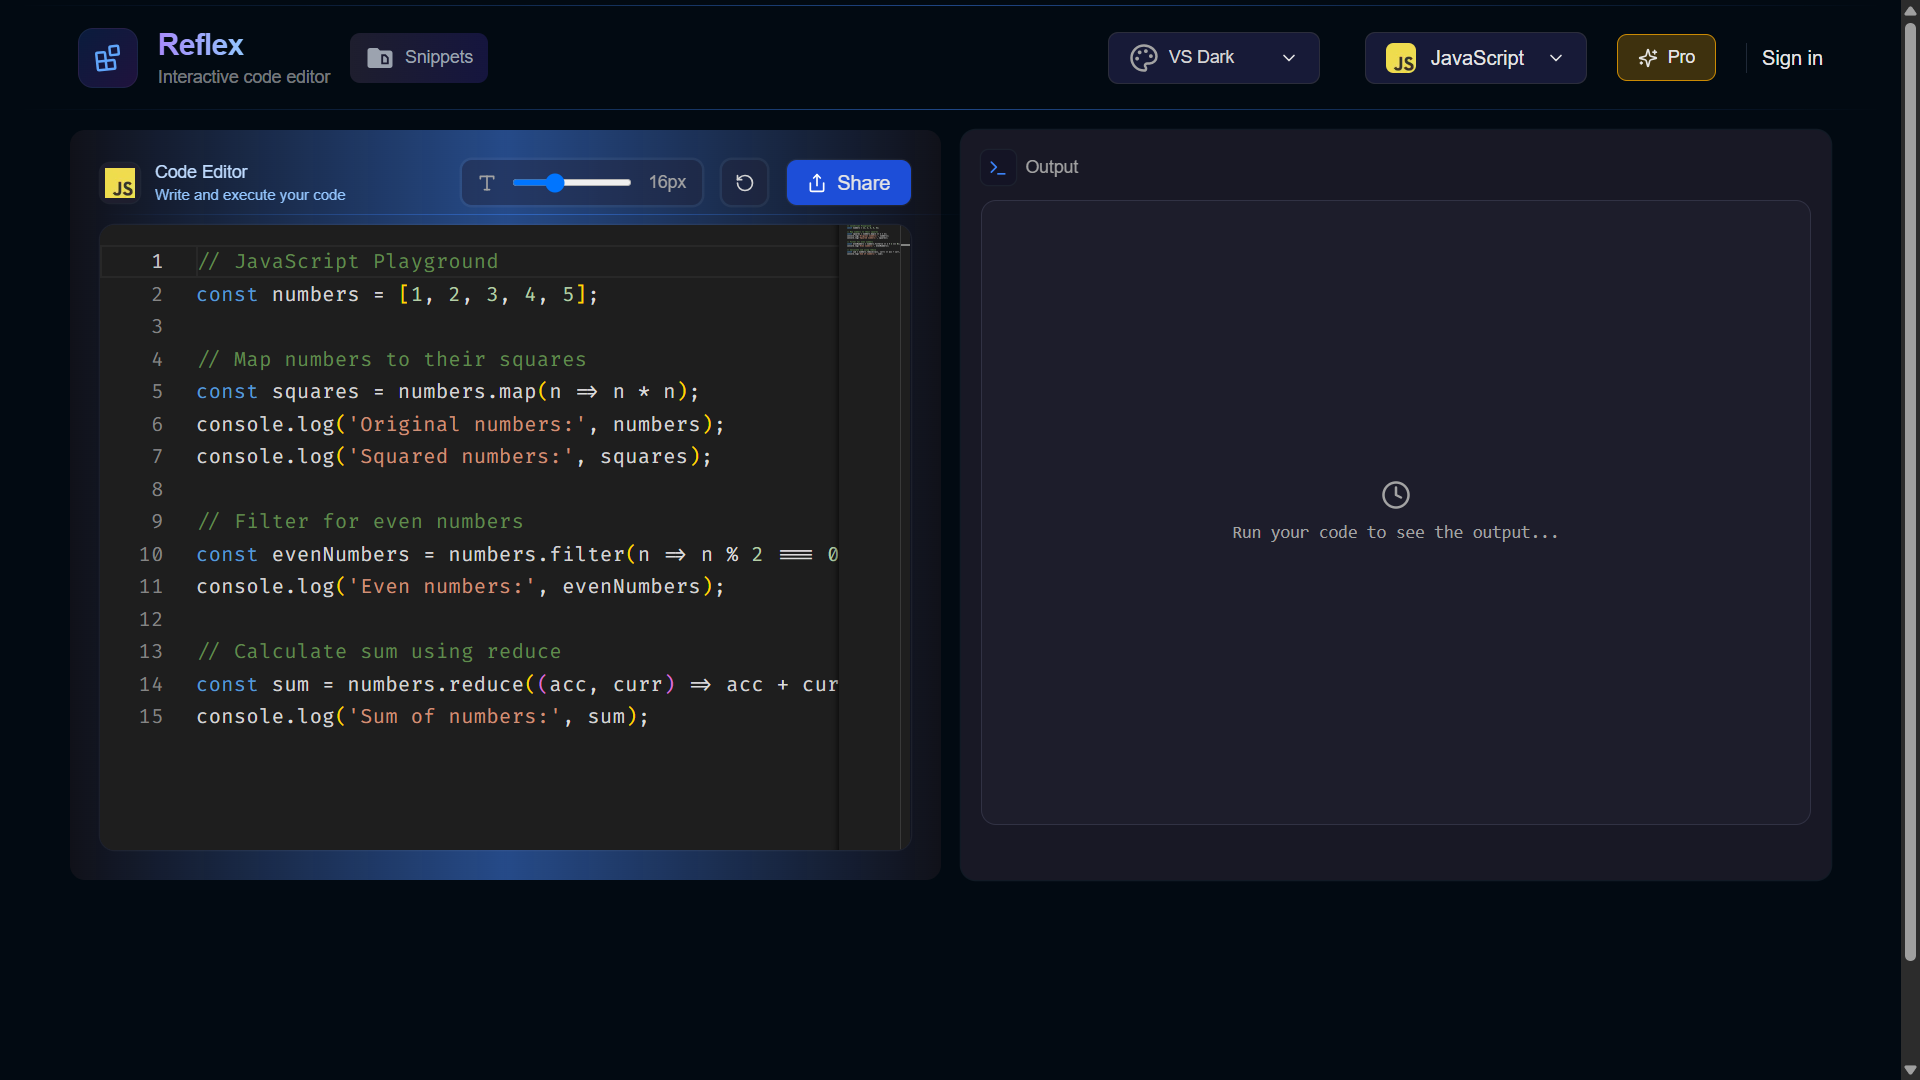 Reflex
Interactive code editor
Snippets
VS Dark
JS
JavaScript
Pro
Sign in
JS
Code Editor
Write and execute your code
16px
Share
1 // JavaScript Playground
2 const numbers = [1, 2, 3, 4, 5];
3
4 // Map numbers to their squares
5 const squares = numbers.map(n => n * n);
6 console.log('Original numbers:', numbers);
7 console.log('Squared numbers:', squares);
8
9 // Filter for even numbers
10 const evenNumbers = numbers.filter(n => n % 2 === 0
11 console.log('Even numbers:', evenNumbers);
12
13 // Calculate sum using reduce
14 const sum = numbers.reduce((acc, curr) => acc + cur
15 console.log('Sum of numbers:', sum);
Output
Run your code to see the output...